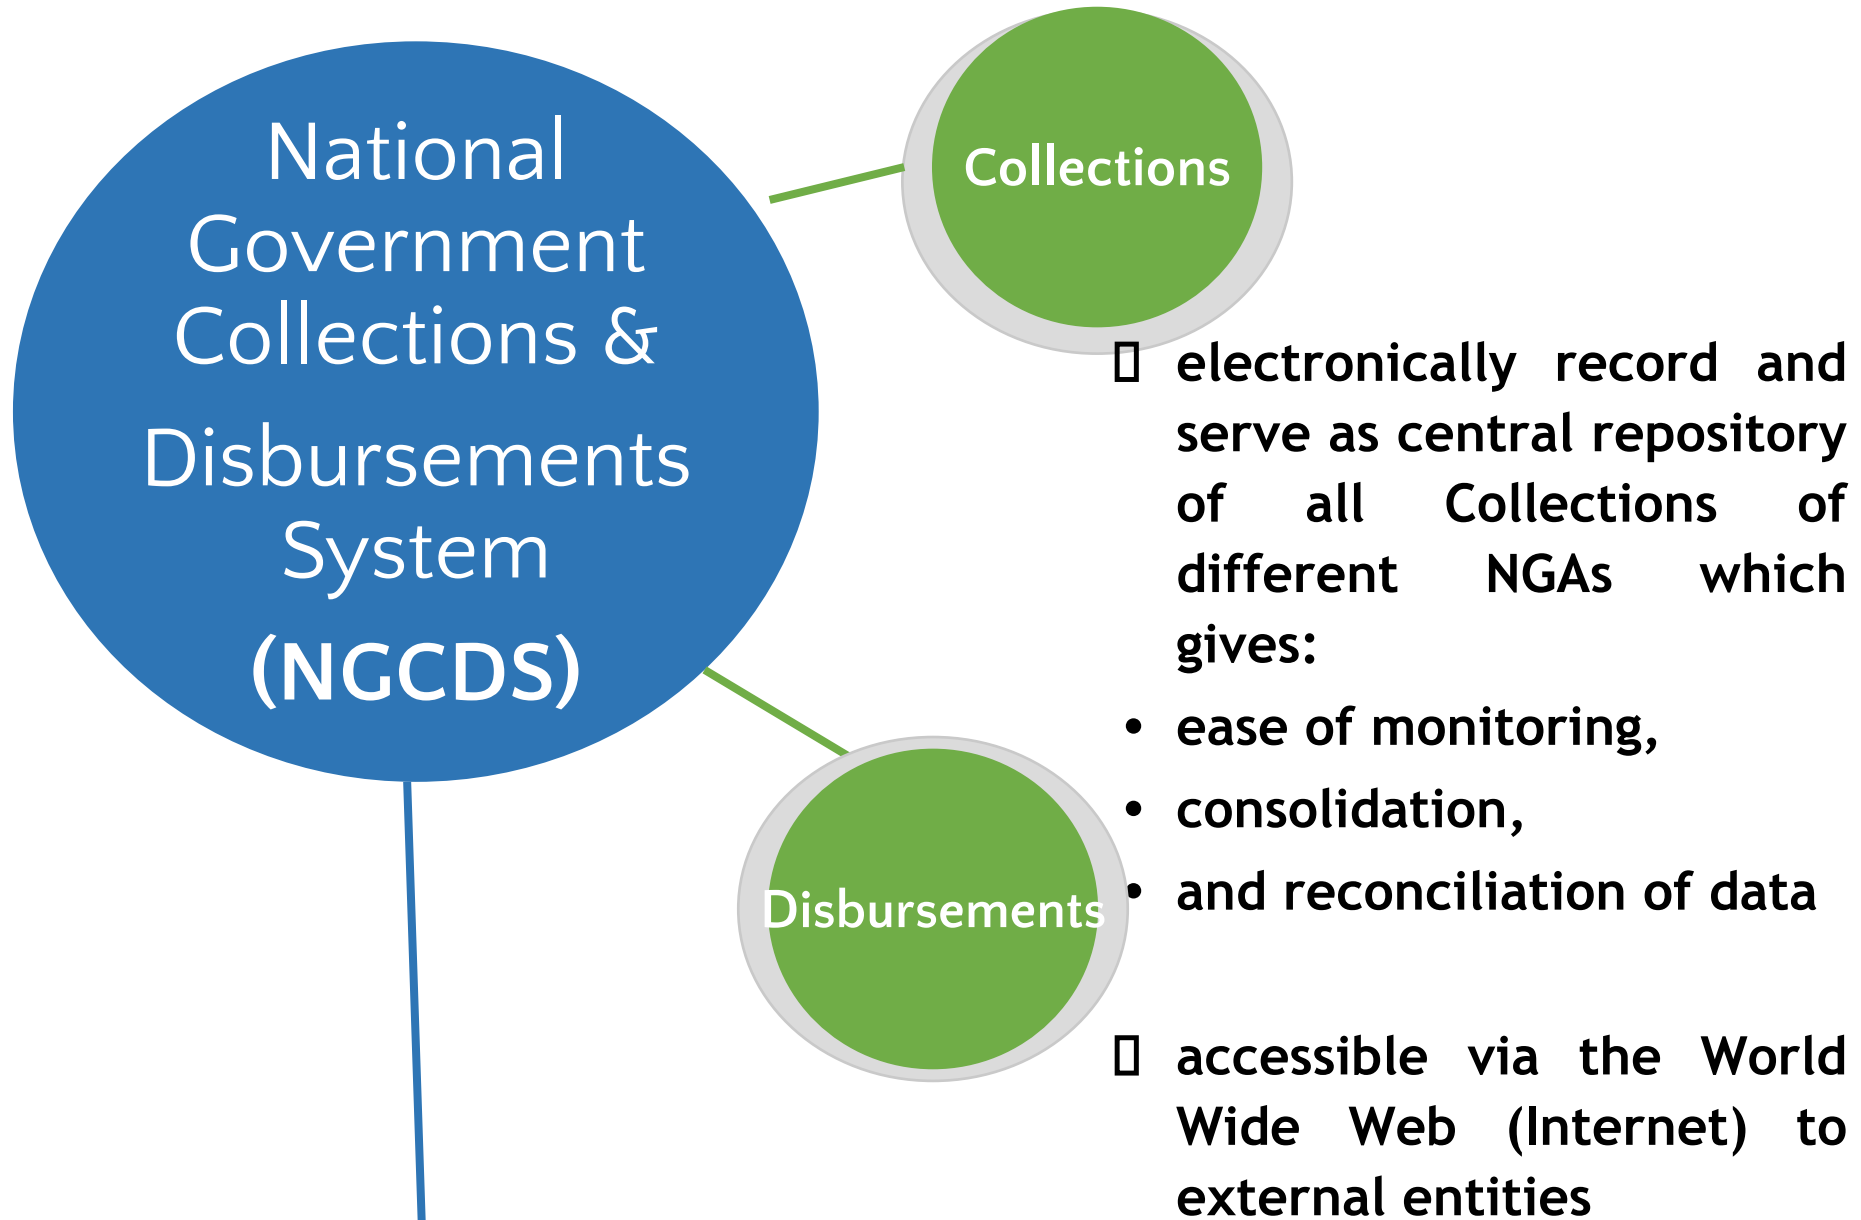 National
Government
Collections &
Disbursements
System
(NGCDS)
Collections
Disbursements
electronically record and
serve as central repository
of all Collections of
different NGAs which
gives:
• ease of monitoring,
• consolidation,
• and reconciliation of data
accessible via the World
Wide Web (Internet) to
external entities